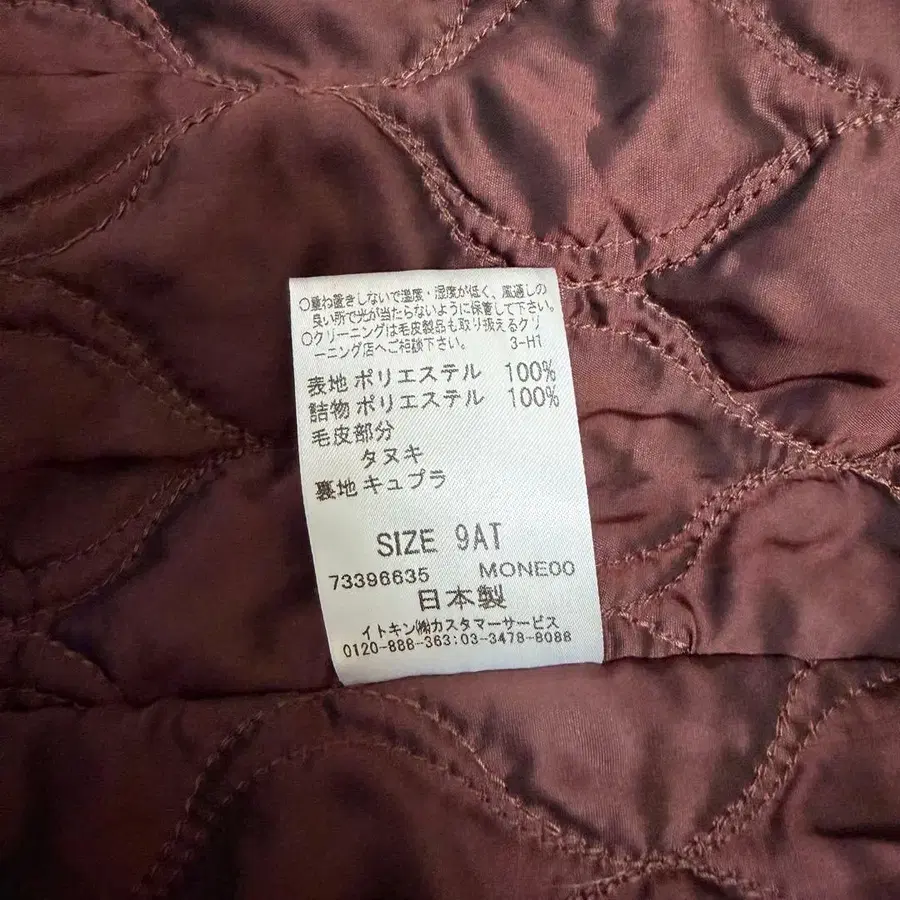 ○重ね置きしないで温度・湿度が低く、風通しの
良い所で光が当たらないように保管して下さい。
○クリーニングは毛皮製品も取り扱えるクリ
ーニング店へご相談下さい。 3-H1
表地 ポリエステル 100%
詰物 ポリエステル 100%
毛皮部分
タヌキ
裏地 キュプラ
SIZE 9AT
73396635 MONE00
日本製
イトキン㈱カスタマーサービス
0120-888-363:03-3478-8088